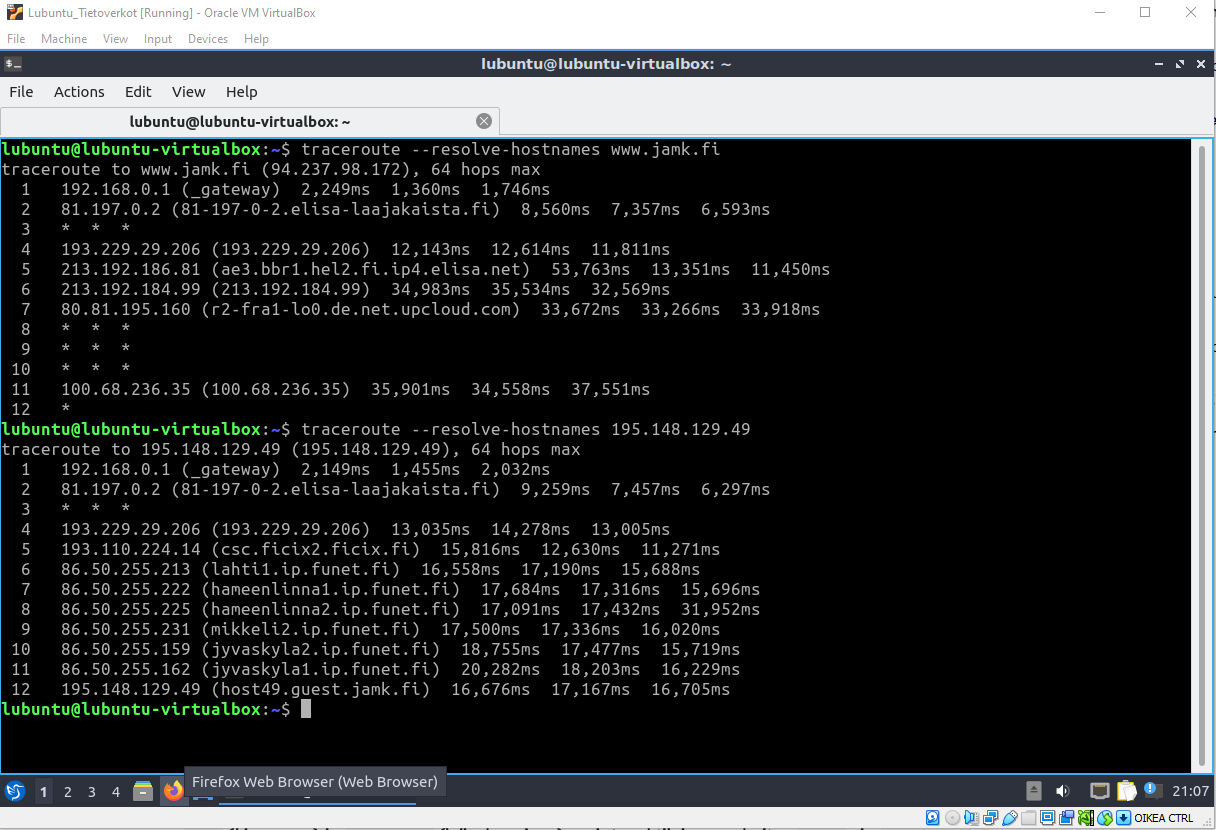 Lubuntu_Tietoverkot [Running] - Oracle VM VirtualBox
File Machine View Input Devices Help
lubuntu@lubuntu-virtualbox: ~
File Actions Edit View Help
lubuntu@lubuntu-virtualbox: ~
lubuntu@lubuntu-virtualbox:~$ traceroute --resolve-hostnames www.jamk.fi
traceroute to www.jamk.fi (94.237.98.172), 64 hops max
1 192.168.0.1 (_gateway) 2,249ms 1,360ms 1,746ms
2 81.197.0.2 (81-197-0-2.elisa-laajakaista.fi) 8,560ms 7,357ms 6,593ms
3 * * *
4 193.229.29.206 (193.229.29.206) 12,143ms 12,614ms 11,811ms
5 213.192.186.81 (ae3.bbr1.hel2.fi.ip4.elisa.net) 53,763ms 13,351ms 11,450ms
6 213.192.184.99 (213.192.184.99) 34,983ms 35,534ms 32,569ms
7 80.81.195.160 (r2-fra1-lo0.de.net.upcloud.com) 33,672ms 33,266ms 33,918ms
8 * * *
9 * * *
10 * * *
11 100.68.236.35 (100.68.236.35) 35,901ms 34,558ms 37,551ms
12 *
lubuntu@lubuntu-virtualbox:~$ traceroute --resolve-hostnames 195.148.129.49
traceroute to 195.148.129.49 (195.148.129.49), 64 hops max
1 192.168.0.1 (_gateway) 2,149ms 1,455ms 2,032ms
2 81.197.0.2 (81-197-0-2.elisa-laajakaista.fi) 9,259ms 7,457ms 6,297ms
3 * * *
4 193.229.29.206 (193.229.29.206) 13,035ms 14,278ms 13,005ms
5 193.110.224.14 (csc.ficix2.ficix.fi) 15,816ms 12,630ms 11,271ms
6 86.50.255.213 (lahti1.ip.funet.fi) 16,558ms 17,190ms 15,688ms
7 86.50.255.222 (hameenlinna1.ip.funet.fi) 17,684ms 17,316ms 15,696ms
8 86.50.255.225 (hameenlinna2.ip.funet.fi) 17,091ms 17,432ms 31,952ms
9 86.50.255.231 (mikkeli2.ip.funet.fi) 17,500ms 17,336ms 16,020ms
10 86.50.255.159 (jyvaskyla2.ip.funet.fi) 18,755ms 17,477ms 15,719ms
11 86.50.255.162 (jyvaskyla1.ip.funet.fi) 20,282ms 18,203ms 16,229ms
12 195.148.129.49 (host49.guest.jamk.fi) 16,676ms 17,167ms 16,705ms
lubuntu@lubuntu-virtualbox:~$
Firefox Web Browser (Web Browser)
1 2 3 4 21:07
OIKEA CTRL